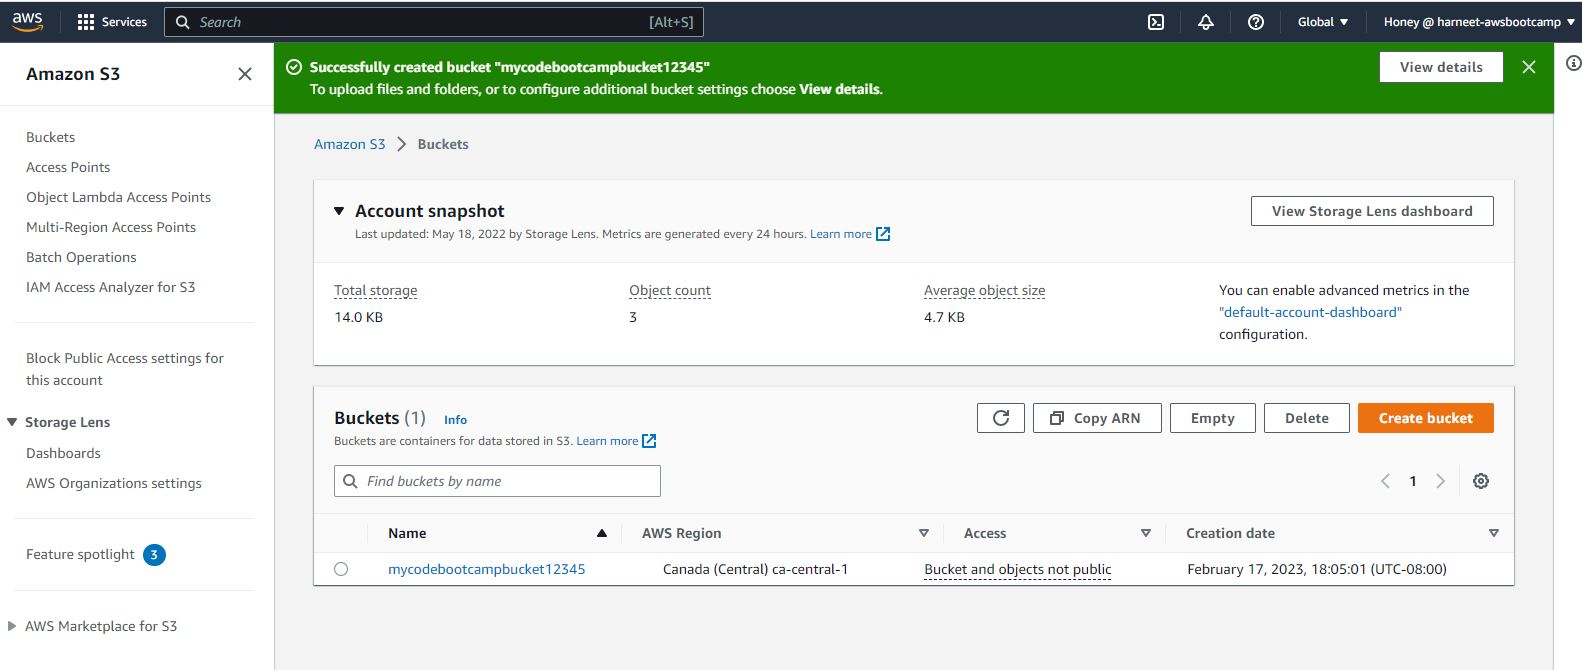 aws
Services
Search [Alt+S]
Global
Honey @ harneet-awsbootcamp
Amazon S3
Buckets
Access Points
Object Lambda Access Points
Multi-Region Access Points
Batch Operations
IAM Access Analyzer for S3
Block Public Access settings for
this account
Storage Lens
Dashboards
AWS Organizations settings
Feature spotlight 3
AWS Marketplace for S3
Successfully created bucket "mycodebootcampbucket12345"
To upload files and folders, or to configure additional bucket settings choose View details.
View details
Amazon S3 > Buckets
Account snapshot
Last updated: May 18, 2022 by Storage Lens. Metrics are generated every 24 hours. Learn more
View Storage Lens dashboard
Total storage
14.0 KB
Object count
3
Average object size
4.7 KB
You can enable advanced metrics in the
"default-account-dashboard"
configuration.
Buckets (1) Info
Buckets are containers for data stored in S3. Learn more
Copy ARN
Empty
Delete
Create bucket
Find buckets by name
1
Name AWS Region Access Creation date
mycodebootcampbucket12345 Canada (Central) ca-central-1 Bucket and objects not public February 17, 2023, 18:05:01 (UTC-08:00)